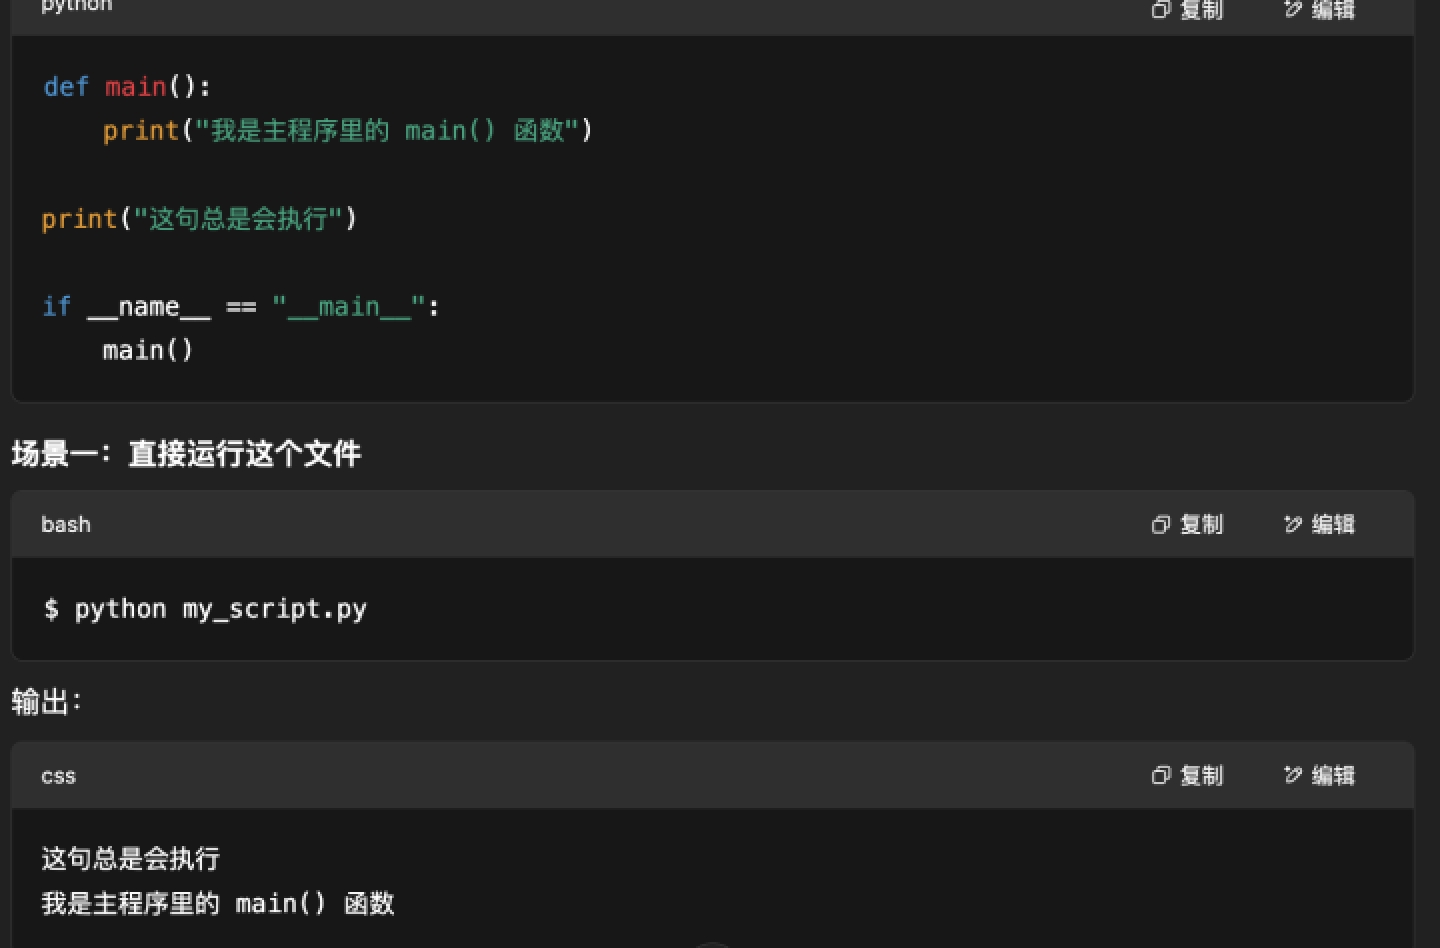 python 复制 编辑
def main():
    print("我是主程序里的 main() 函数")
print("这句总是会执行")
if __name__ == "__main__":
    main()
场景一：直接运行这个文件
bash 复制 编辑
$ python my_script.py
输出：
css 复制 编辑
这句总是会执行
我是主程序里的 main() 函数